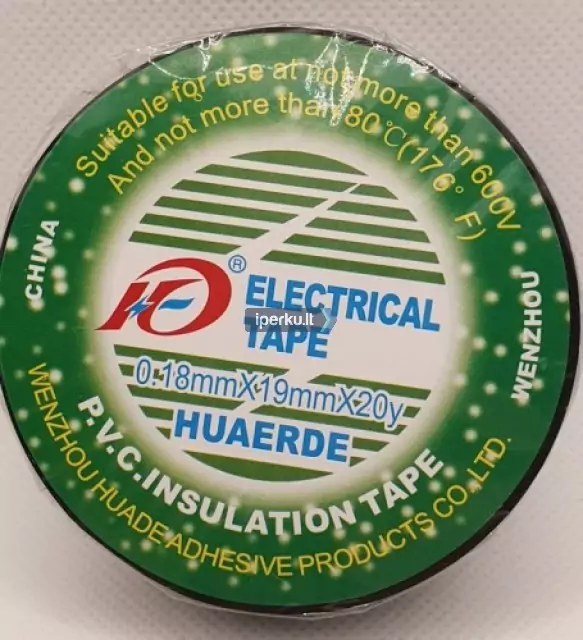 Suitable for use at not more than 600V
And not more than 80℃(176°F)
CHINA
WENZHOU
®
ELECTRICAL
TAPE
iperku.lt
0.18mmX19mmX20y
HUAERDE
P.V.C.INSULATION TAPE
WENZHOU HUADE ADHESIVE PRODUCTS CO.,LTD.